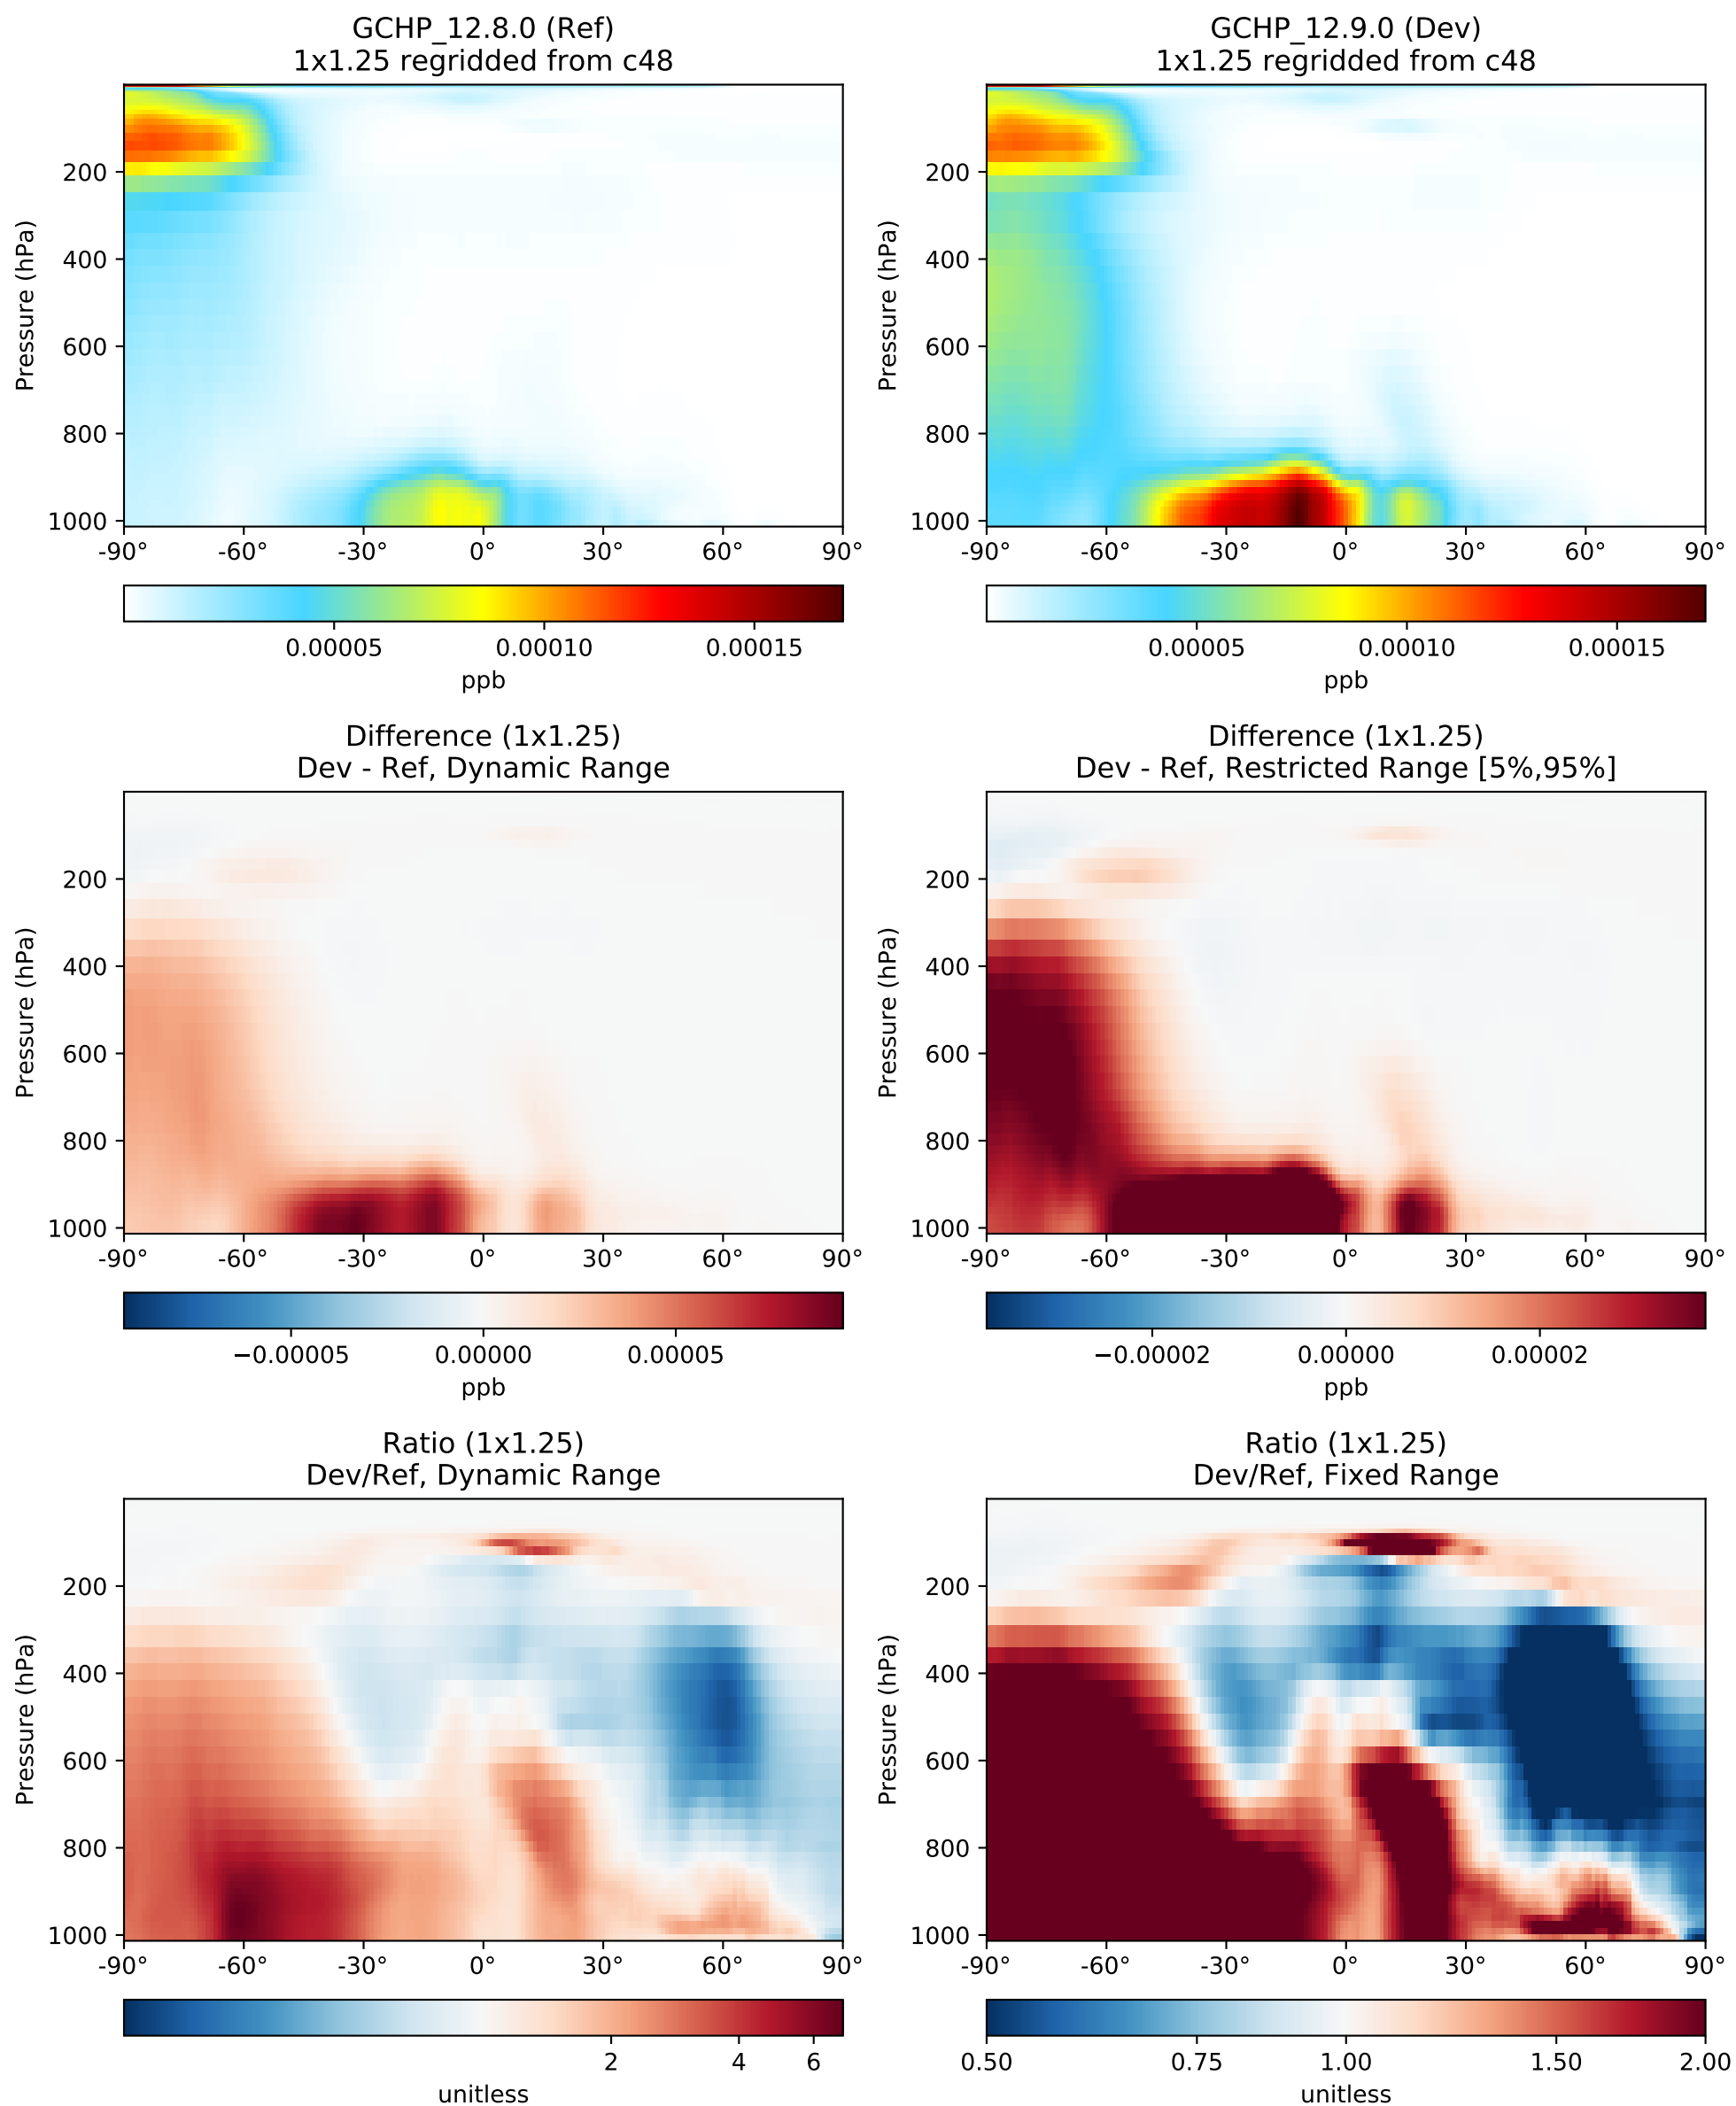 GCHP_12.8.0 (Ref)
1x1.25 regridded from c48
Pressure (hPa)
200
400
600
800
1000
-90° -60° -30° 0° 30° 60° 90°
0.00005 0.00010 0.00015
ppb
GCHP_12.9.0 (Dev)
1x1.25 regridded from c48
Pressure (hPa)
200
400
600
800
1000
-90° -60° -30° 0° 30° 60° 90°
0.00005 0.00010 0.00015
ppb
Difference (1x1.25)
Dev - Ref, Dynamic Range
Pressure (hPa)
200
400
600
800
1000
-90° -60° -30° 0° 30° 60° 90°
−0.00005 0.00000 0.00005
ppb
Difference (1x1.25)
Dev - Ref, Restricted Range [5%,95%]
Pressure (hPa)
200
400
600
800
1000
-90° -60° -30° 0° 30° 60° 90°
−0.00002 0.00000 0.00002
ppb
Ratio (1x1.25)
Dev/Ref, Dynamic Range
Pressure (hPa)
200
400
600
800
1000
-90° -60° -30° 0° 30° 60° 90°
2 4 6
unitless
Ratio (1x1.25)
Dev/Ref, Fixed Range
Pressure (hPa)
200
400
600
800
1000
-90° -60° -30° 0° 30° 60° 90°
0.50 0.75 1.00 1.50 2.00
unitless